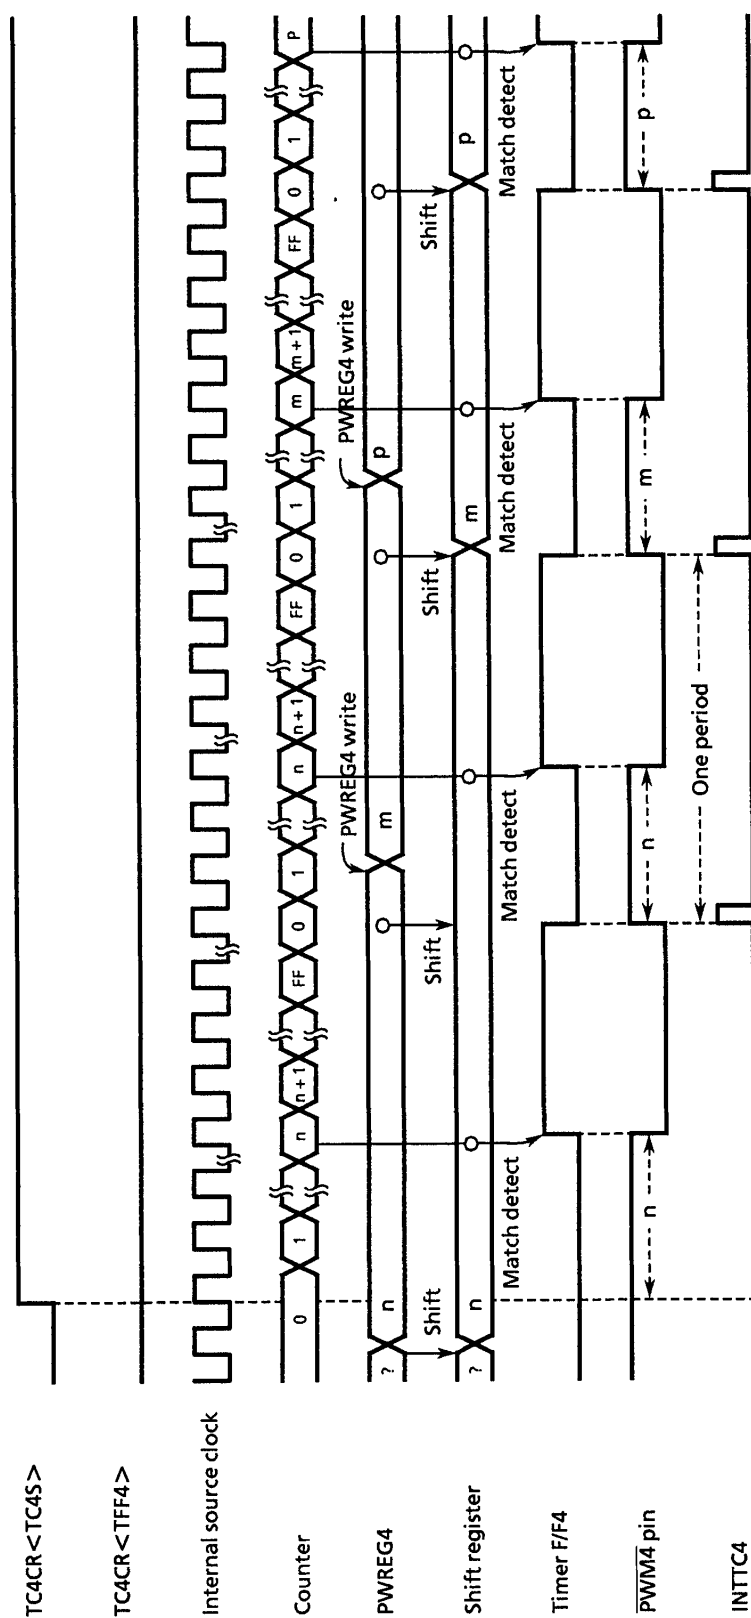 TC4CR<TC4S>
TC4CR<TFF4>
Internal source clock
Counter 0 1 n n+1 FF 0 1 n n+1 FF 0 1 m m+1 FF 0 1 P
PWREG4 write PWREG4 write
PWREG4 ? n m p
Shift Shift Shift Shift
Shift register ? n m p
Match detect Match detect Match detect Match detect
Timer F/F4
PWM4 pin n n m p
One period
INTTC4